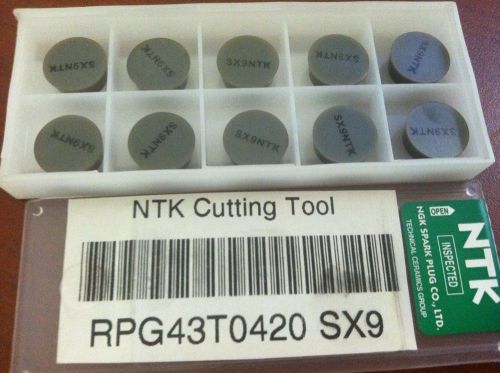 SX9NTK
SX9NTK
SX9NTK
SX9NTK
SX9NTK
SX9NTK
SX9NTK
SX9NTK
SX9NTK
SX9NTK
NTK Cutting Tool
RPG43T0420 SX9
OPEN
INSPECTED
NTK
NGK SPARK PLUG CO., LTD.
TECHNICAL CERAMICS GROUP